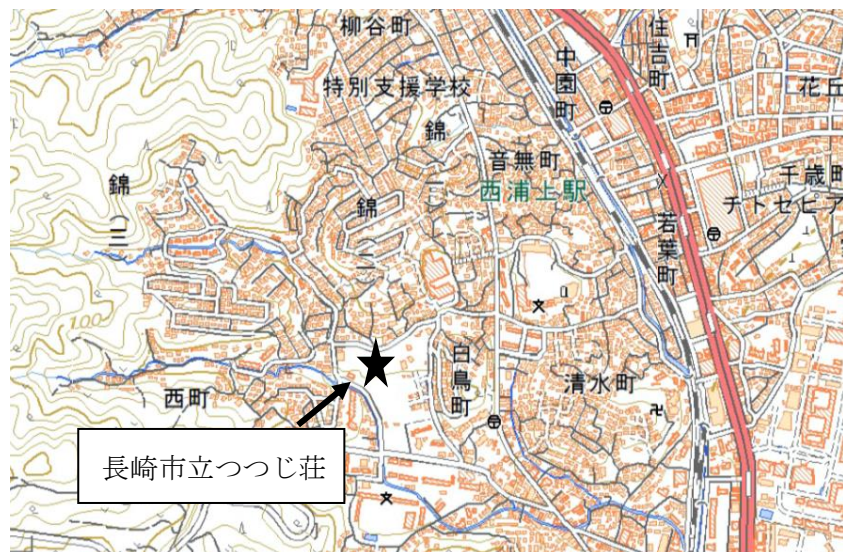 柳谷町
特別支援学校
中園町
住吉町
花丘
錦
音無町
西浦上駅
千歳町
チトセピア
錦(三)
錦
二
若葉町
100
白鳥町
清水町
西町
長崎市立つつじ荘